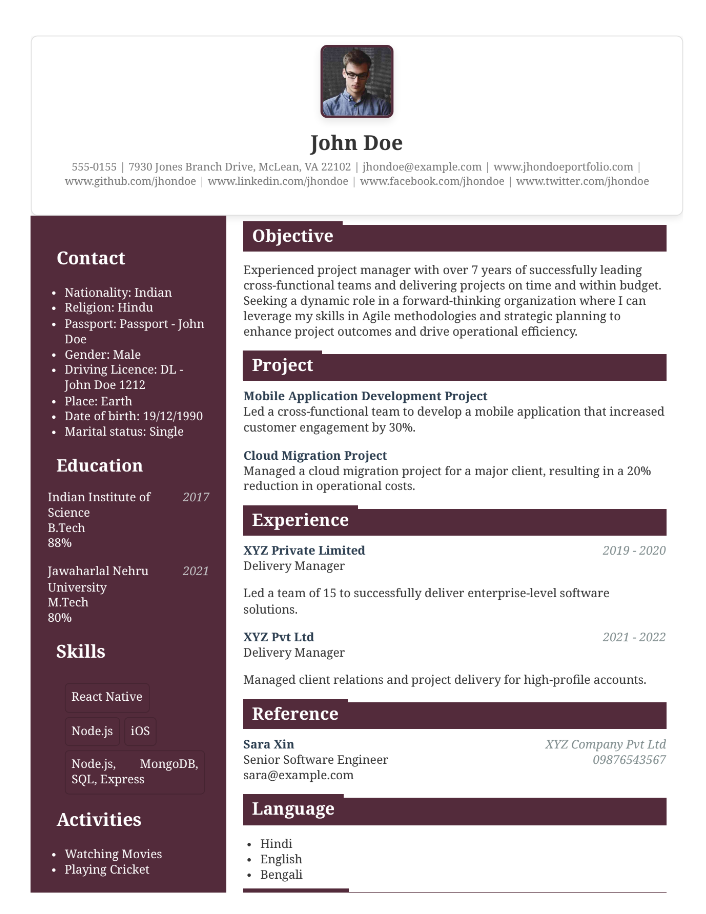 John Doe
555-0155 | 7930 Jones Branch Drive, McLean, VA 22102 | jhondoe@example.com | www.jhondoeportfolio.com |
www.github.com/jhondoe | www.linkedin.com/jhondoe | www.facebook.com/jhondoe | www.twitter.com/jhondoe
Contact
• Nationality: Indian
• Religion: Hindu
• Passport: Passport - John
Doe
• Gender: Male
• Driving Licence: DL -
John Doe 1212
• Place: Earth
• Date of birth: 19/12/1990
• Marital status: Single
Education
Indian Institute of 2017
Science
B.Tech
88%
Jawaharlal Nehru 2021
University
M.Tech
80%
Skills
React Native
Node.js iOS
Node.js, MongoDB,
SQL, Express
Activities
• Watching Movies
• Playing Cricket
Objective
Experienced project manager with over 7 years of successfully leading
cross-functional teams and delivering projects on time and within budget.
Seeking a dynamic role in a forward-thinking organization where I can
leverage my skills in Agile methodologies and strategic planning to
enhance project outcomes and drive operational efficiency.
Project
Mobile Application Development Project
Led a cross-functional team to develop a mobile application that increased
customer engagement by 30%.
Cloud Migration Project
Managed a cloud migration project for a major client, resulting in a 20%
reduction in operational costs.
Experience
XYZ Private Limited 2019 - 2020
Delivery Manager
Led a team of 15 to successfully deliver enterprise-level software
solutions.
XYZ Pvt Ltd 2021 - 2022
Delivery Manager
Managed client relations and project delivery for high-profile accounts.
Reference
Sara Xin XYZ Company Pvt Ltd
Senior Software Engineer 09876543567
sara@example.com
Language
• Hindi
• English
• Bengali